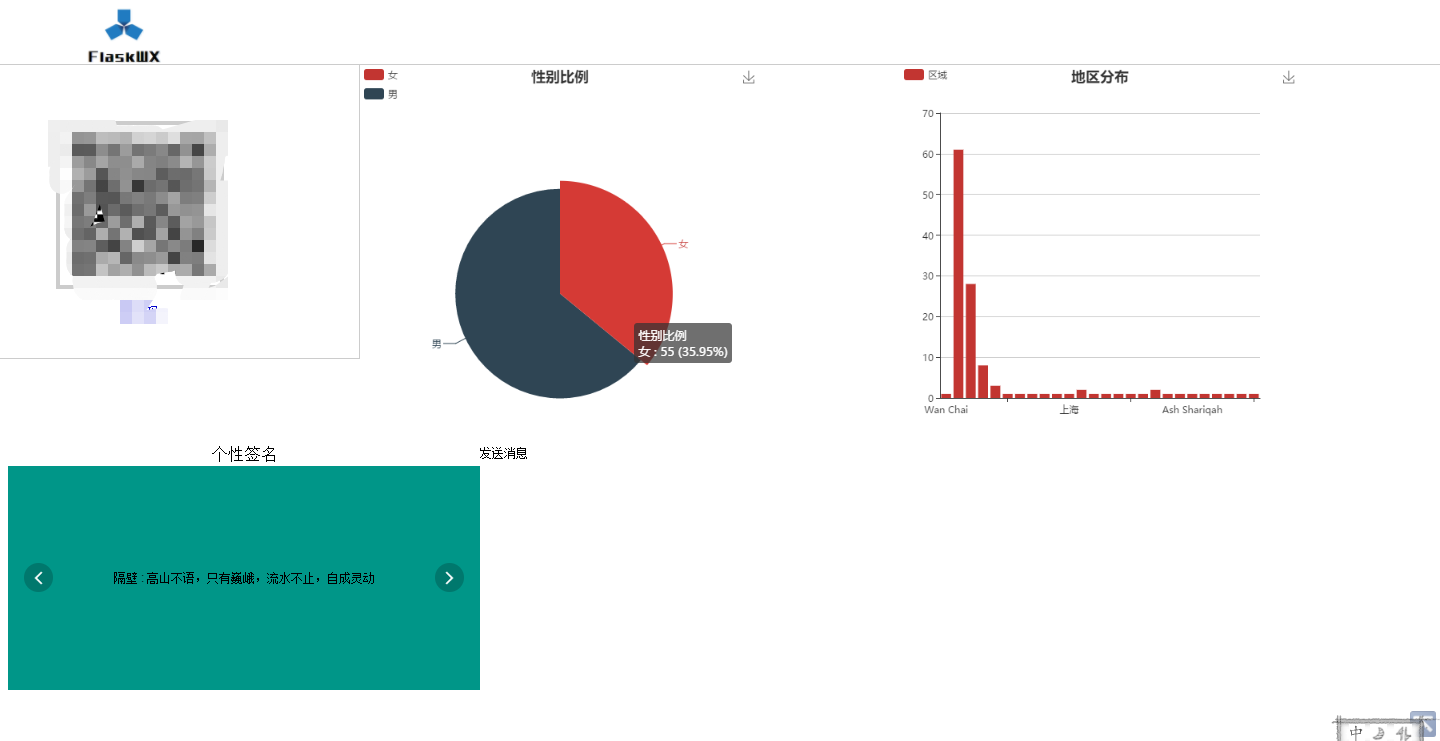 FlaskWX
女
男
性别比例
女
男
性别比例
女 : 55 (35.95%)
区域
地区分布
70
60
50
40
30
20
10
0
Wan Chai
上海
Ash Shariqah
个性签名
发送消息
隔壁 : 高山不语，只有巍峨，流水不止，自成灵动
中